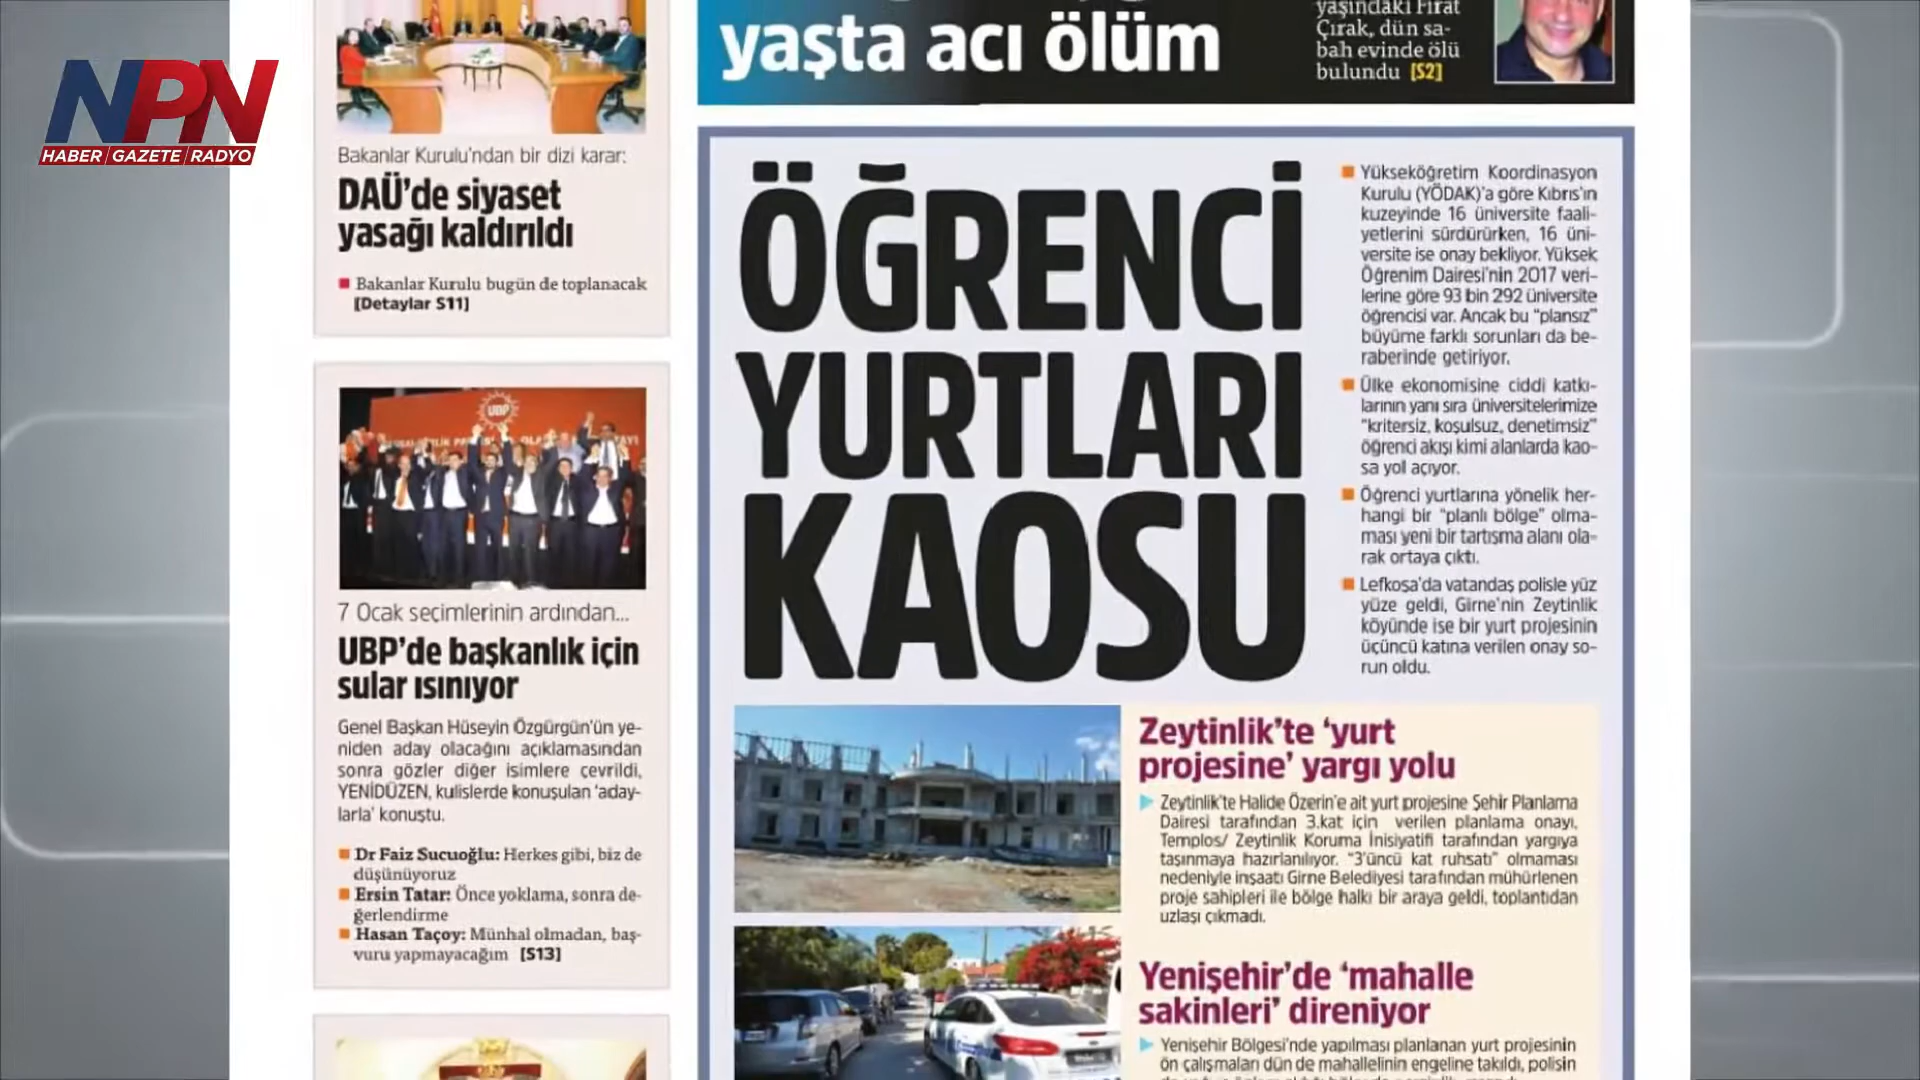 NPN
HABER GAZETE RADYO
Bakanlar Kurulu'ndan bir dizi karar:
DAÜ'de siyaset
yasağı kaldırıldı
Bakanlar Kurulu bugün de toplanacak
[Detaylar S11]
UBP
7 Ocak seçimlerinin ardından...
UBP'de başkanlık için
sular ısınıyor
Genel Başkan Hüseyin Özgürgün'ün ye-
niden aday olacağını açıklamasından
sonra gözler diğer isimlere çevrildi,
YENİDÜZEN, kulislerde konuşulan 'aday-
larla' konuştu.
Dr Faiz Sucuoğlu: Herkes gibi, biz de
düşünüyoruz
Ersin Tatar: Önce yoklama, sonra de-
ğerlendirme
Hasan Taçoy: Münhal olmadan, baş-
vuru yapmayacağım [S13]
yaşta acı ölüm
yaşındaki Fırat
Çırak, dün sa-
bah evinde ölü
bulundu [S2]
ÖĞRENCİ
YURTLARI
KAOSU
Yükseköğretim Koordinasyon
Kurulu (YÖDAK)'a göre Kıbrıs'ın
kuzeyinde 16 üniversite faali-
yetlerini sürdürürken, 16 üni-
versite ise onay bekliyor. Yüksek
Öğrenim Dairesi'nin 2017 veri-
lerine göre 93 bin 292 üniversite
öğrencisi var. Ancak bu "plansız"
büyüme farklı sorunları da be-
raberinde getiriyor.
Ülke ekonomisine ciddi katkı-
larının yanı sıra üniversitelerimize
"kritersiz, koşulsuz, denetimsiz"
öğrenci akışı kimi alanlarda kao-
sa yol açıyor.
Öğrenci yurtlarına yönelik her-
hangi bir "planlı bölge" olma-
ması yeni bir tartışma alanı ola-
rak ortaya çıktı.
Lefkoşa'da vatandaş polisle yüz
yüze geldi, Girne'nin Zeytinlik
köyünde ise bir yurt projesinin
üçüncü katına verilen onay so-
run oldu.
Zeytinlik'te 'yurt
projesine' yargı yolu
Zeytinlik'te Halide Özerin'e ait yurt projesine Şehir Planlama
Dairesi tarafından 3.kat için verilen planlama onayı,
Templos/ Zeytinlik Koruma İnisiyatifi tarafından yargıya
taşınmaya hazırlanılıyor. "3'üncü kat ruhsatı" olmaması
nedeniyle inşaatı Girne Belediyesi tarafından mühürlenen
proje sahipleri ile bölge halkı bir araya geldi, toplantıdan
uzlaşı çıkmadı.
Yenişehir'de 'mahalle
sakinleri' direniyor
Yenişehir Bölgesi'nde yapılması planlanan yurt projesinin
ön çalışmaları dün de mahallelinin engeline takıldı, polisin